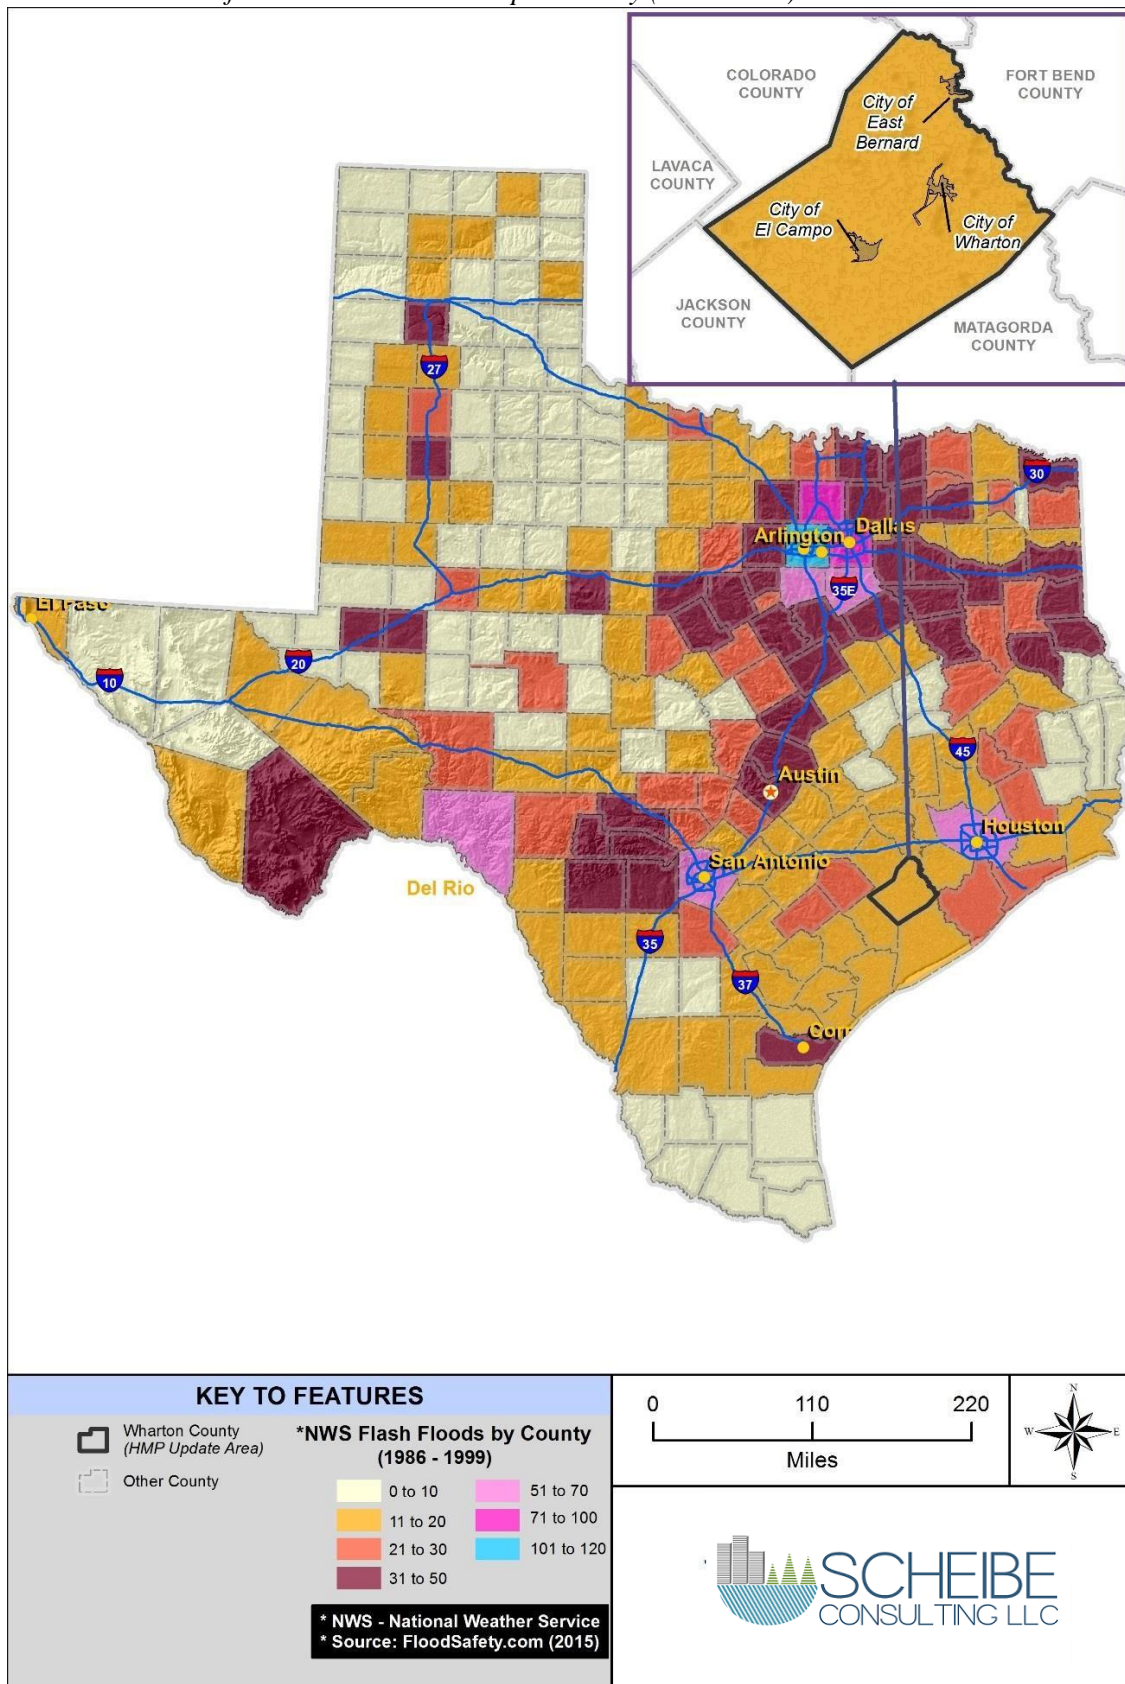 COLORADO
COUNTY
FORT BEND
COUNTY
City of
East
Bernard
LAVACA
COUNTY
City of
El Campo
City of
Wharton
JACKSON
COUNTY
MATAGORDA
COUNTY
27
30
Dallas
Arlington
35E
El Paso
20
10
45
Austin
Houston
San Antonio
Del Rio
35
37
KEY TO FEATURES
Wharton County
(HMP Update Area)
Other County
*NWS Flash Floods by County
(1986 - 1999)
0 to 10
11 to 20
21 to 30
31 to 50
51 to 70
71 to 100
101 to 120
* NWS - National Weather Service
* Source: FloodSafety.com (2015)
0 110 220
Miles
N
W E
S
SCHEIBE
CONSULTING LLC